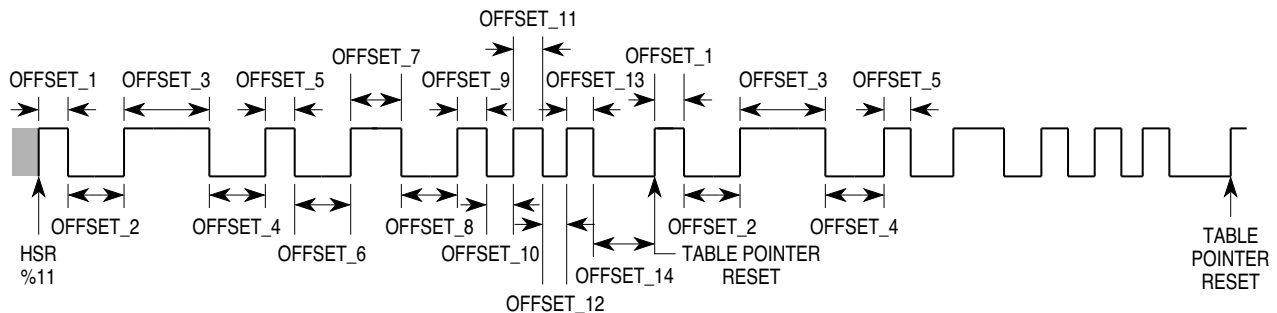 OFFSET_11
OFFSET_7
OFFSET_1
OFFSET_1
OFFSET_3
OFFSET_5
OFFSET_9
OFFSET_13
OFFSET_3
OFFSET_5
OFFSET_2
OFFSET_4
OFFSET_8
OFFSET_2
OFFSET_4
HSR
%11
OFFSET_6
OFFSET_10
TABLE POINTER
RESET
OFFSET_14
OFFSET_12
TABLE
POINTER
RESET